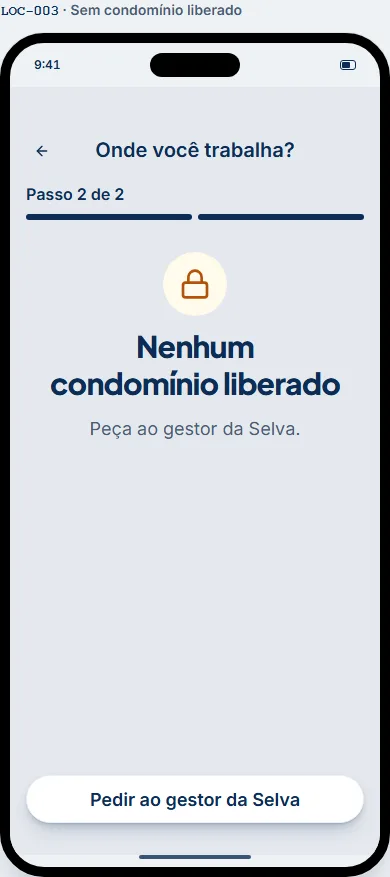 LOC-003 · Sem condomínio liberado
9:41
Onde você trabalha?
Passo 2 de 2
Nenhum
condomínio liberado
Peça ao gestor da Selva.
Pedir ao gestor da Selva